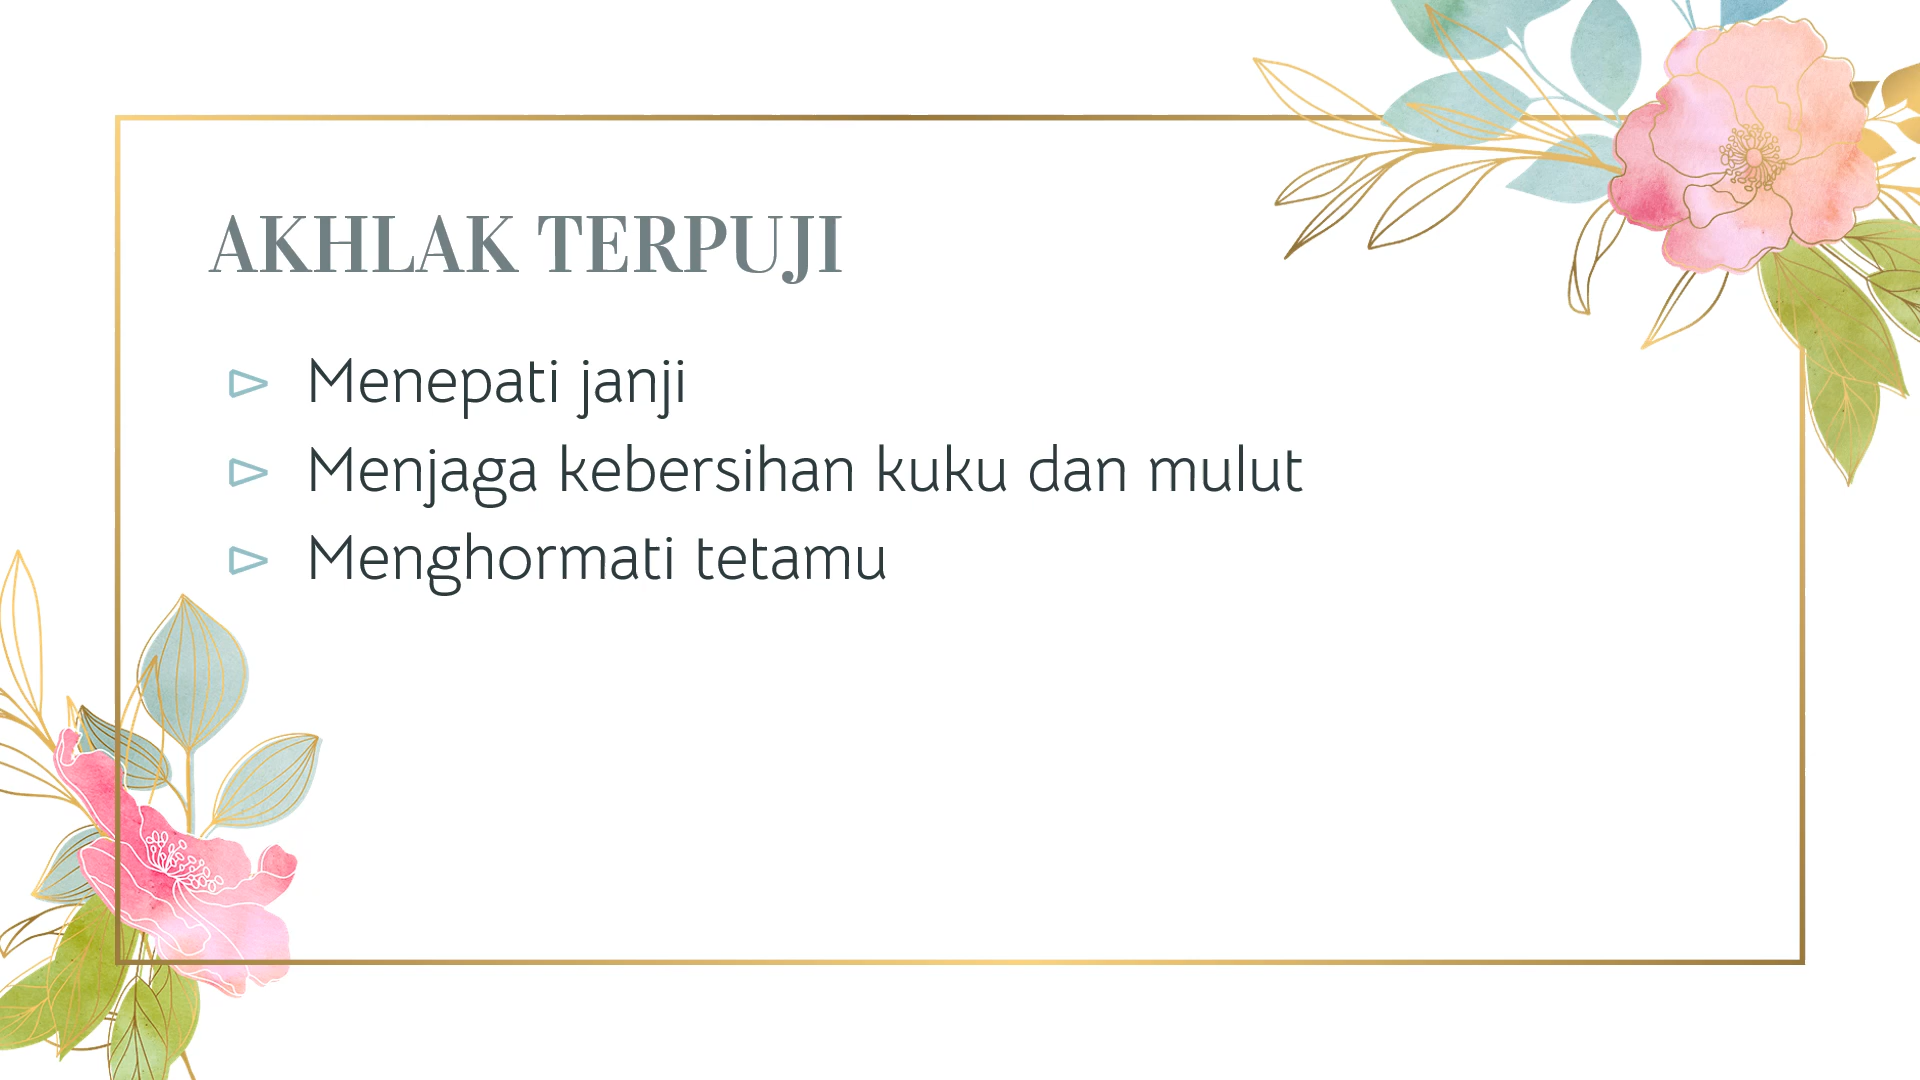 AKHLAK TERPUJI
Menepati janji
Menjaga kebersihan kuku dan mulut
Menghormati tetamu